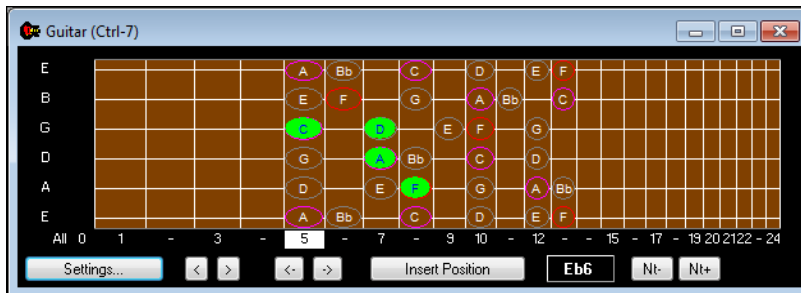 Guitar (Ctrl-7)
E A Bb C D E F
B E F G A Bb C
G C D E F G
D G A Bb C D
A D E F G A Bb
E A Bb C D E F
All 0 1 - 3 - 5 - 7 - 9 10 - 12 - - 15 - 17 - 19 20 21 22 - 24
Settings... < > <- -> Insert Position Eb6 Nt- Nt+